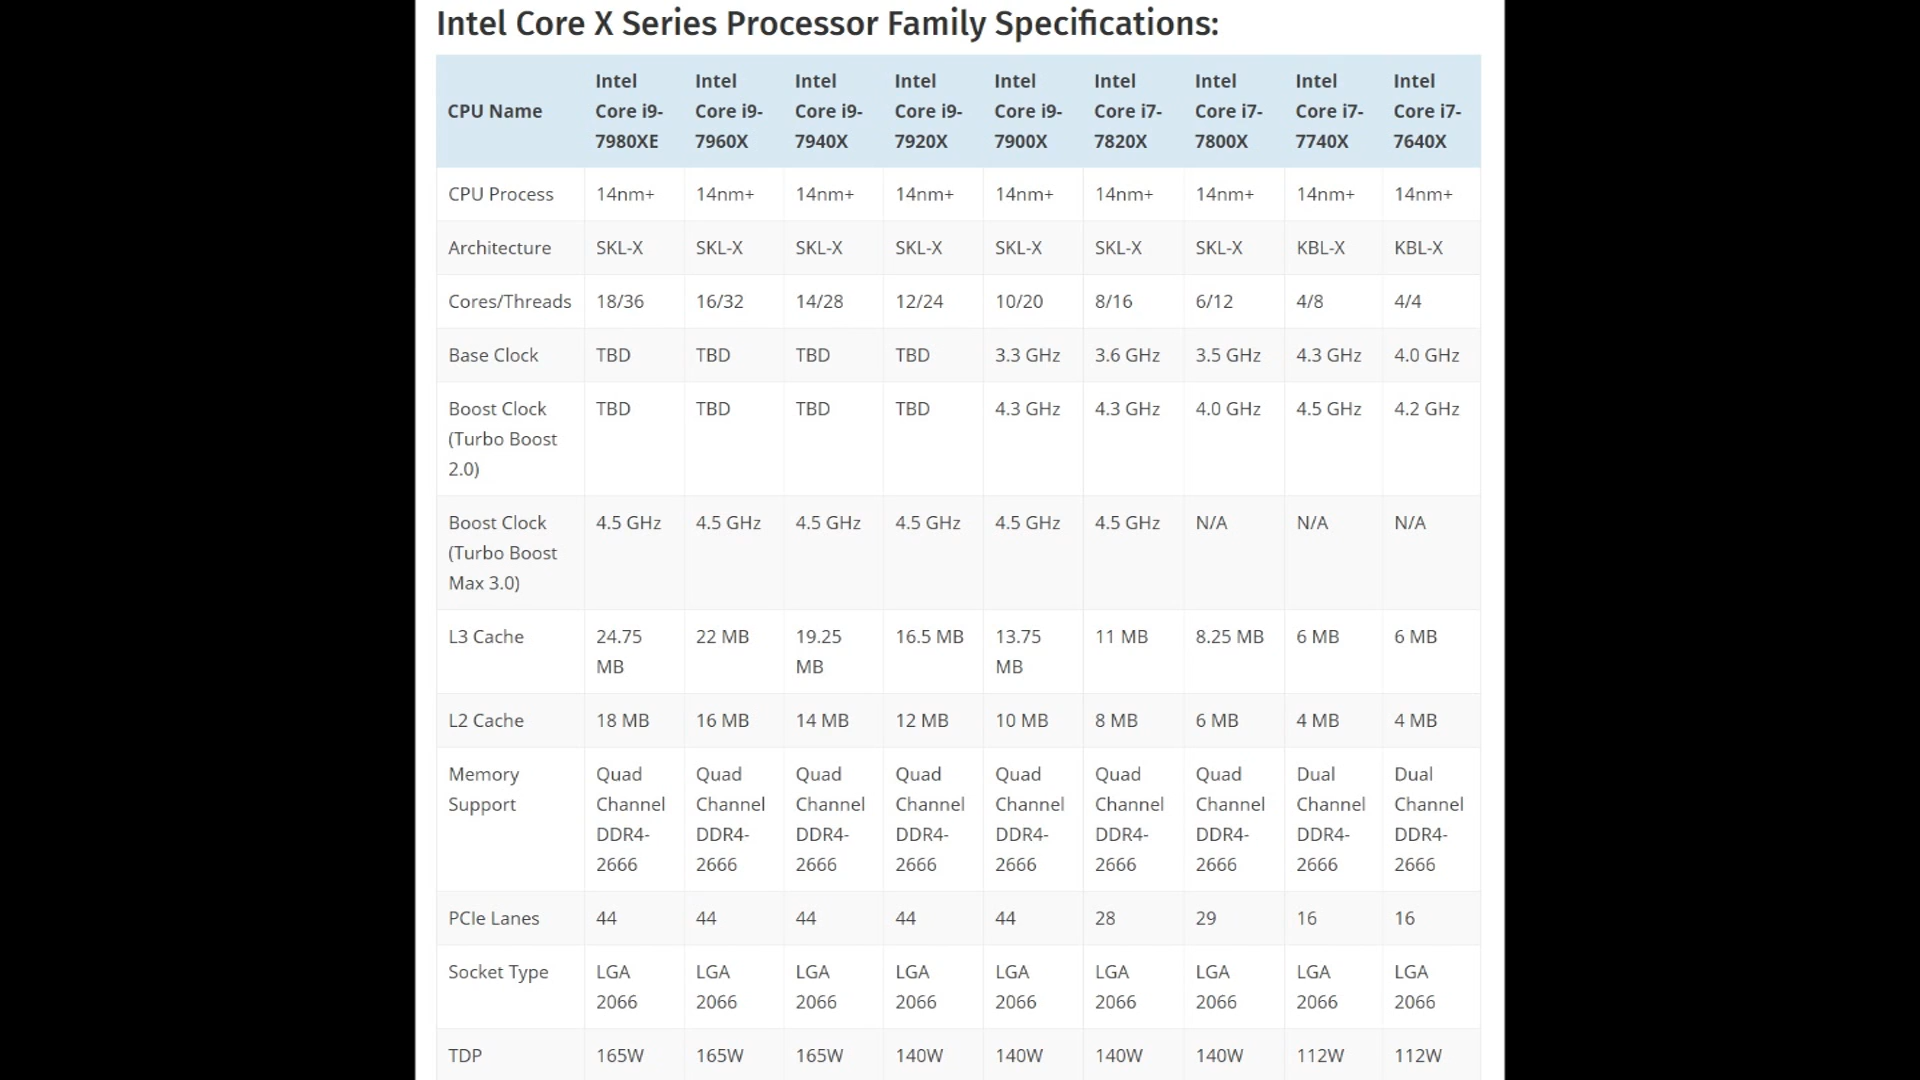 Intel Core X Series Processor Family Specifications:
CPU Name Intel Core i9-7980XE Intel Core i9-7960X Intel Core i9-7940X Intel Core i9-7920X Intel Core i9-7900X Intel Core i7-7820X Intel Core i7-7800X Intel Core i7-7740X Intel Core i7-7640X
CPU Process 14nm+ 14nm+ 14nm+ 14nm+ 14nm+ 14nm+ 14nm+ 14nm+ 14nm+
Architecture SKL-X SKL-X SKL-X SKL-X SKL-X SKL-X SKL-X KBL-X KBL-X
Cores/Threads 18/36 16/32 14/28 12/24 10/20 8/16 6/12 4/8 4/4
Base Clock TBD TBD TBD TBD 3.3 GHz 3.6 GHz 3.5 GHz 4.3 GHz 4.0 GHz
Boost Clock (Turbo Boost 2.0) TBD TBD TBD TBD 4.3 GHz 4.3 GHz 4.0 GHz 4.5 GHz 4.2 GHz
Boost Clock (Turbo Boost Max 3.0) 4.5 GHz 4.5 GHz 4.5 GHz 4.5 GHz 4.5 GHz 4.5 GHz N/A N/A N/A
L3 Cache 24.75 MB 22 MB 19.25 MB 16.5 MB 13.75 MB 11 MB 8.25 MB 6 MB 6 MB
L2 Cache 18 MB 16 MB 14 MB 12 MB 10 MB 8 MB 6 MB 4 MB 4 MB
Memory Support Quad Channel DDR4-2666 Quad Channel DDR4-2666 Quad Channel DDR4-2666 Quad Channel DDR4-2666 Quad Channel DDR4-2666 Quad Channel DDR4-2666 Quad Channel DDR4-2666 Dual Channel DDR4-2666 Dual Channel DDR4-2666
PCIe Lanes 44 44 44 44 44 28 29 16 16
Socket Type LGA 2066 LGA 2066 LGA 2066 LGA 2066 LGA 2066 LGA 2066 LGA 2066 LGA 2066 LGA 2066
TDP 165W 165W 165W 140W 140W 140W 140W 112W 112W